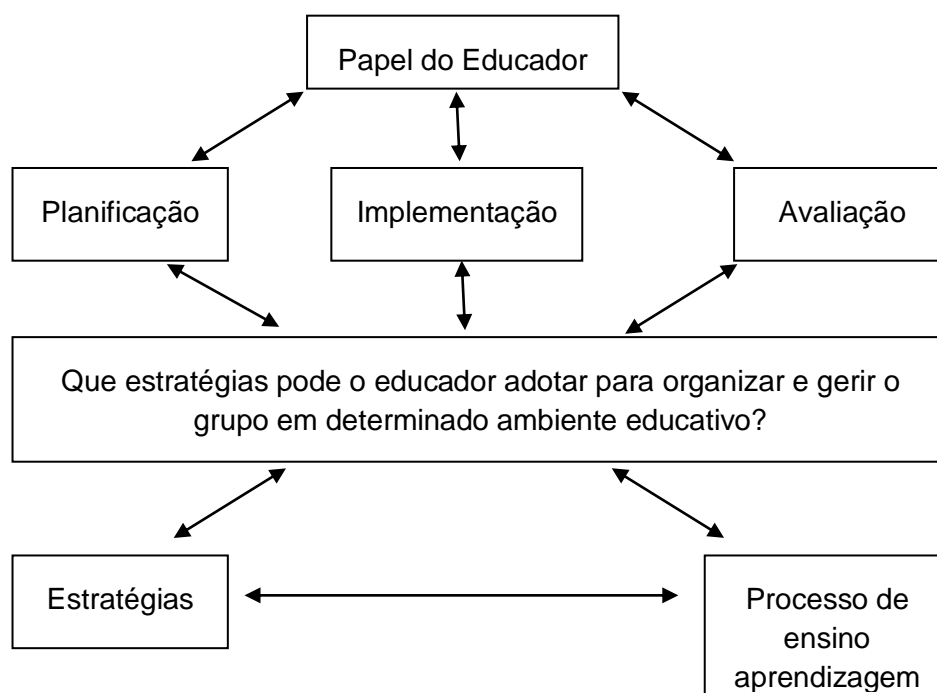 Papel do Educador
Planificação
Implementação
Avaliação
Que estratégias pode o educador adotar para organizar e gerir o
grupo em determinado ambiente educativo?
Estratégias
Processo de
ensino
aprendizagem